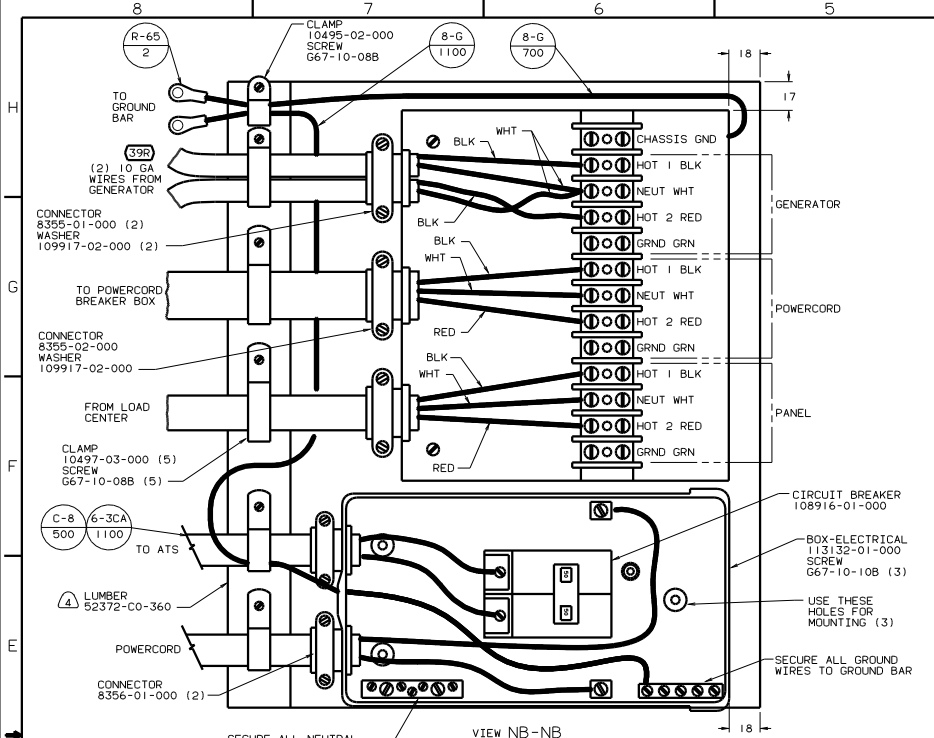 8
7
6
5
H
G
F
E
R-65
2
CLAMP
10495-02-000
SCREW
G67-10-08B
8-G
1100
8-G
700
18
17
TO
GROUND
BAR
39R
(2) 10 GA
WIRES FROM
GENERATOR
CONNECTOR
8355-01-000 (2)
WASHER
109917-02-000 (2)
TO POWERCORD
BREAKER BOX
CONNECTOR
8355-02-000
WASHER
109917-02-000
FROM LOAD
CENTER
CLAMP
10497-03-000 (5)
SCREW
G67-10-08B (5)
C-8
500
6-3CA
1100
TO ATS
4
LUMBER
52372-C0-360
POWERCORD
CONNECTOR
8356-01-000 (2)
BLK
WHT
BLK
BLK
WHT
RED
BLK
WHT
RED
CHASSIS GND
HOT 1 BLK
NEUT WHT
HOT 2 RED
GRND GRN
HOT 1 BLK
NEUT WHT
HOT 2 RED
GRND GRN
HOT 1 BLK
NEUT WHT
HOT 2 RED
GRND GRN
GENERATOR
POWERCORD
PANEL
CIRCUIT BREAKER
108916-01-000
BOX-ELECTRICAL
113132-01-000
SCREW
G67-10-10B (3)
USE THESE
HOLES FOR
MOUNTING (3)
SECURE ALL GROUND
WIRES TO GROUND BAR
18
SECURE ALL NEUTRAL
VIEW NB-NB